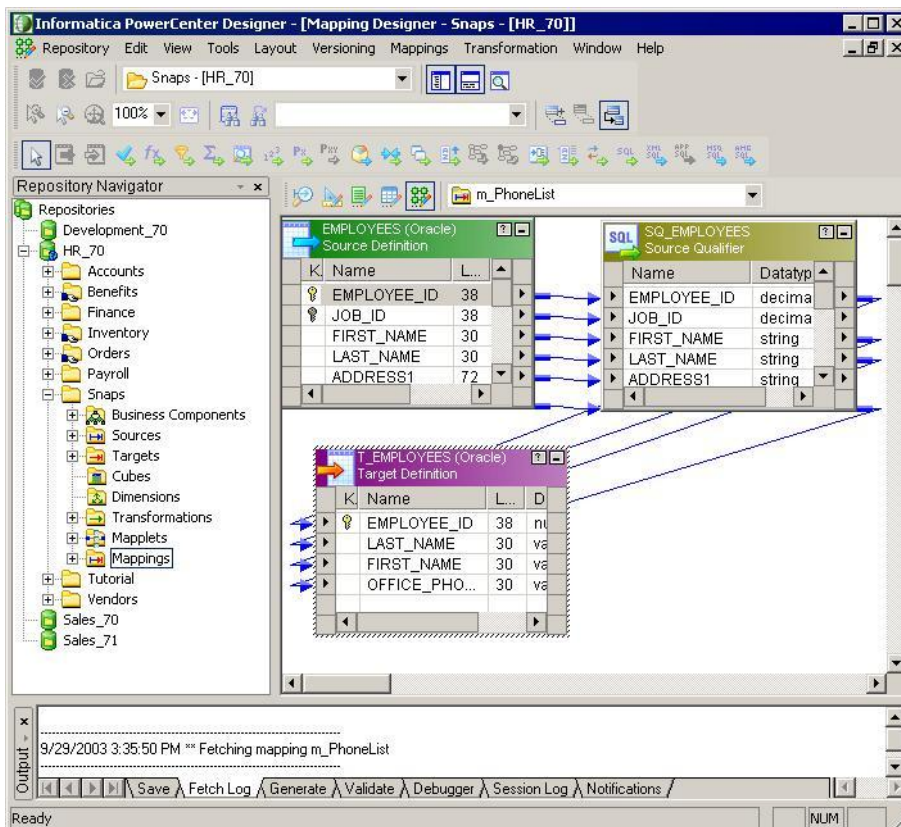 Informatica PowerCenter Designer - [Mapping Designer - Snaps - [HR_70]]
Repository Edit View Tools Layout Versioning Mappings Transformation Window Help
Snaps - [HR_70]
100%
Repository Navigator
m_PhoneList
Repositories
Development_70
HR_70
Accounts
Benefits
Finance
Inventory
Orders
Payroll
Snaps
Business Components
Sources
Targets
Cubes
Dimensions
Transformations
Mapplets
Mappings
Tutorial
Vendors
Sales_70
Sales_71
EMPLOYEES (Oracle)
Source Definition
K Name L...
EMPLOYEE_ID 38
JOB_ID 38
FIRST_NAME 30
LAST_NAME 30
ADDRESS1 72
SQL SQ_EMPLOYEES
Source Qualifier
Name Datatyp
EMPLOYEE_ID decima
JOB_ID decima
FIRST_NAME string
LAST_NAME string
ADDRESS1 string
T_EMPLOYEES (Oracle)
Target Definition
K Name L... D
EMPLOYEE_ID 38 nu
LAST_NAME 30 va
FIRST_NAME 30 va
OFFICE_PHO... 30 va
Output
9/29/2003 3:35:50 PM ** Fetching mapping m_PhoneList
Save Fetch Log Generate Validate Debugger Session Log Notifications
Ready NUM